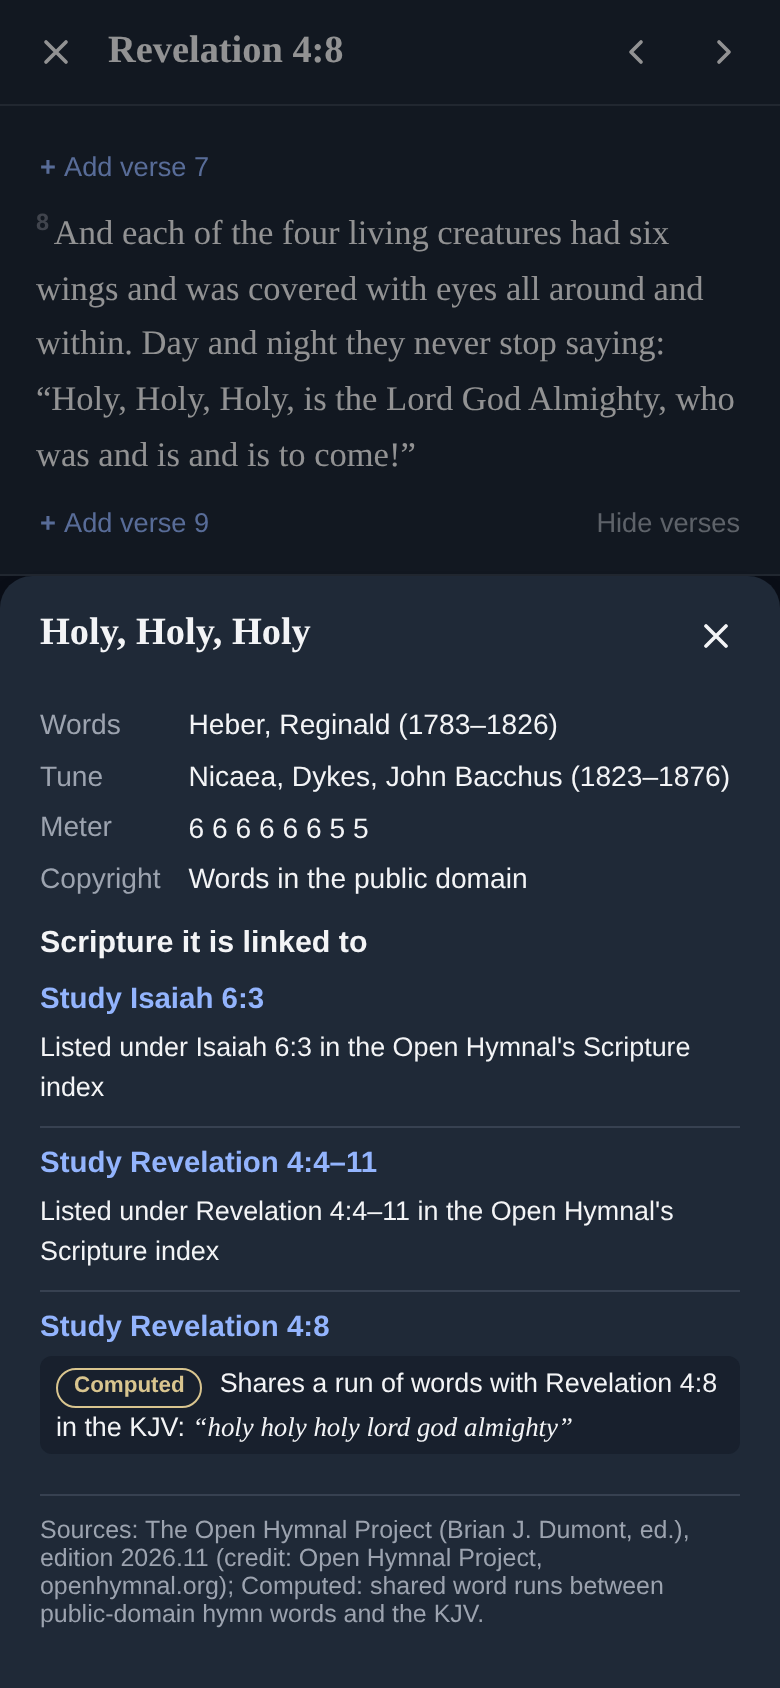 Revelation 4:8
+ Add verse 7
8 And each of the four living creatures had six
wings and was covered with eyes all around and
within. Day and night they never stop saying:
“Holy, Holy, Holy, is the Lord God Almighty, who
was and is and is to come!”
+ Add verse 9 Hide verses
Holy, Holy, Holy
Words Heber, Reginald (1783–1826)
Tune Nicaea, Dykes, John Bacchus (1823–1876)
Meter 6 6 6 6 6 6 5 5
Copyright Words in the public domain
Scripture it is linked to
Study Isaiah 6:3
Listed under Isaiah 6:3 in the Open Hymnal's Scripture
index
Study Revelation 4:4–11
Listed under Revelation 4:4–11 in the Open Hymnal's
Scripture index
Study Revelation 4:8
Computed Shares a run of words with Revelation 4:8
in the KJV: “holy holy holy lord god almighty”
Sources: The Open Hymnal Project (Brian J. Dumont, ed.),
edition 2026.11 (credit: Open Hymnal Project,
openhymnal.org); Computed: shared word runs between
public-domain hymn words and the KJV.